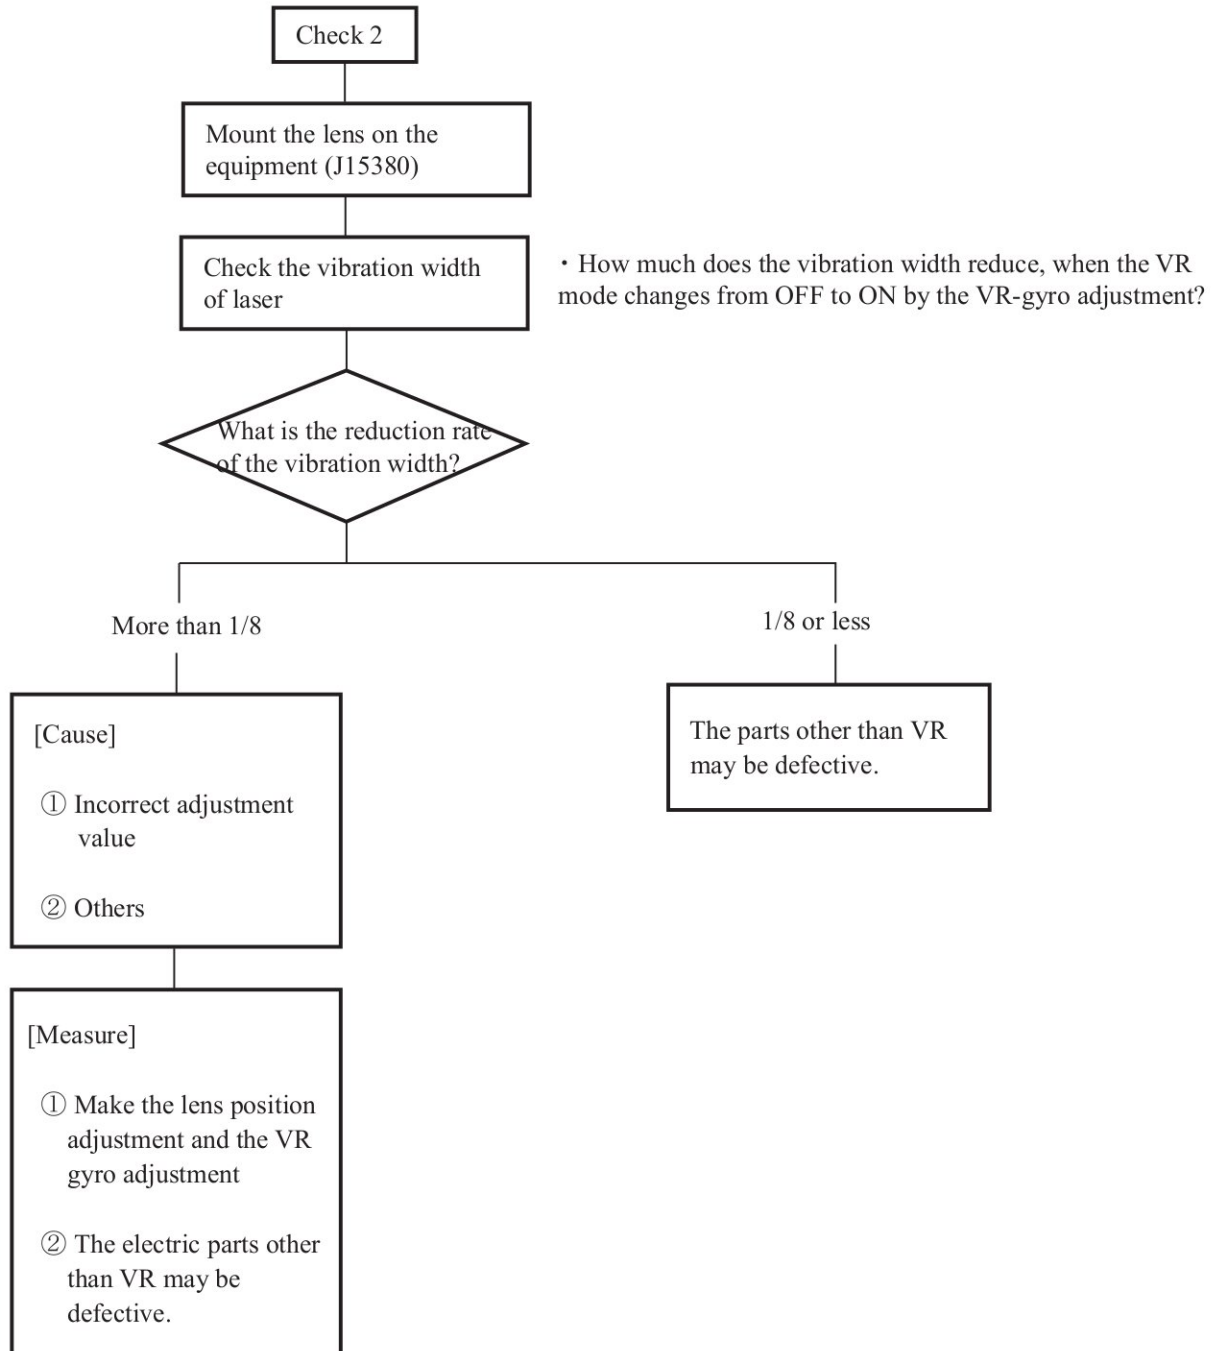 Check 2
Mount the lens on the
equipment (J15380)
Check the vibration width
of laser
・How much does the vibration width reduce, when the VR
mode changes from OFF to ON by the VR-gyro adjustment?
What is the reduction rate
of the vibration width?
More than 1/8
1/8 or less
[Cause]
① Incorrect adjustment
value
② Others
The parts other than VR
may be defective.
[Measure]
① Make the lens position
adjustment and the VR
gyro adjustment
② The electric parts other
than VR may be
defective.